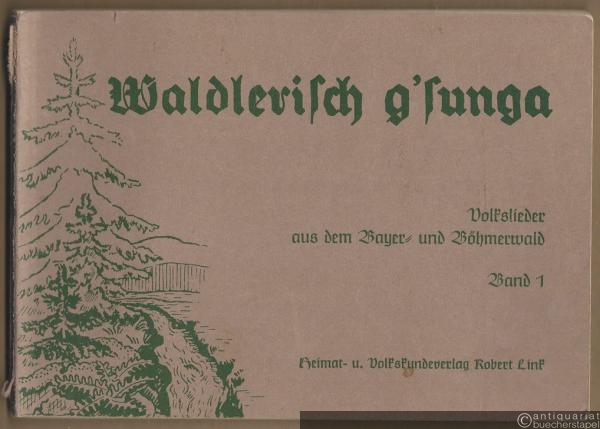 Waldlerisch g'sunga
Volkslieder
aus dem Bayer- und Böhmerwald
Band 1
Heimat- u. Volkskundeverlag Robert Link
antiquariat
buecherstapel